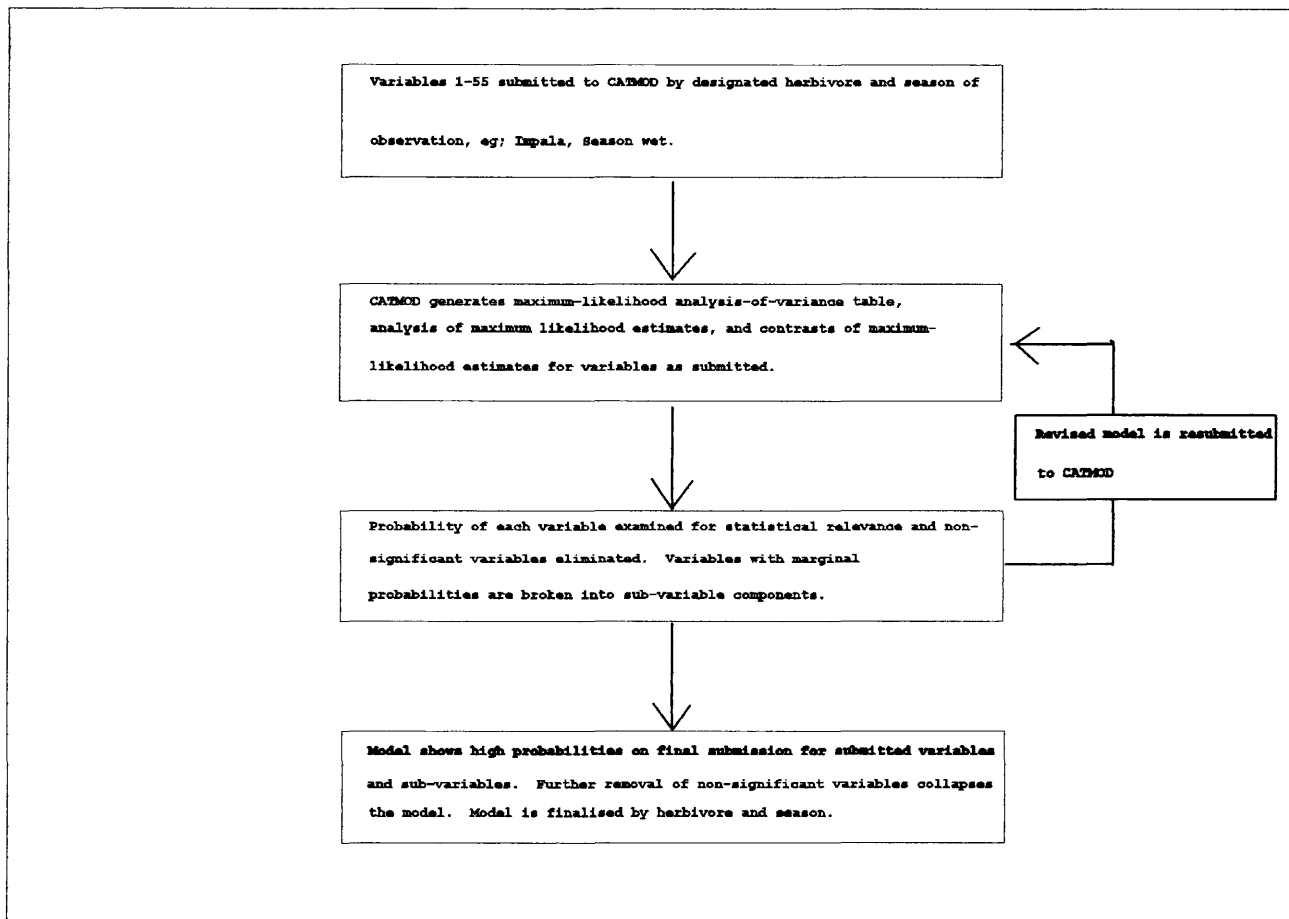 Variables 1-55 submitted to CATMOD by designated herbivore and season of
observation, eg; Impala, Season wet.
CATMOD generates maximum-likelihood analysis-of-variance table,
analysis of maximum likelihood estimates, and contrasts of maximum-
likelihood estimates for variables as submitted.
Revised model is resubmitted
to CATMOD
Probability of each variable examined for statistical relevance and non-
significant variables eliminated. Variables with marginal
probabilities are broken into sub-variable components.
Model shows high probabilities on final submission for submitted variables
and sub-variables. Further removal of non-significant variables collapses
the model. Model is finalised by herbivore and season.